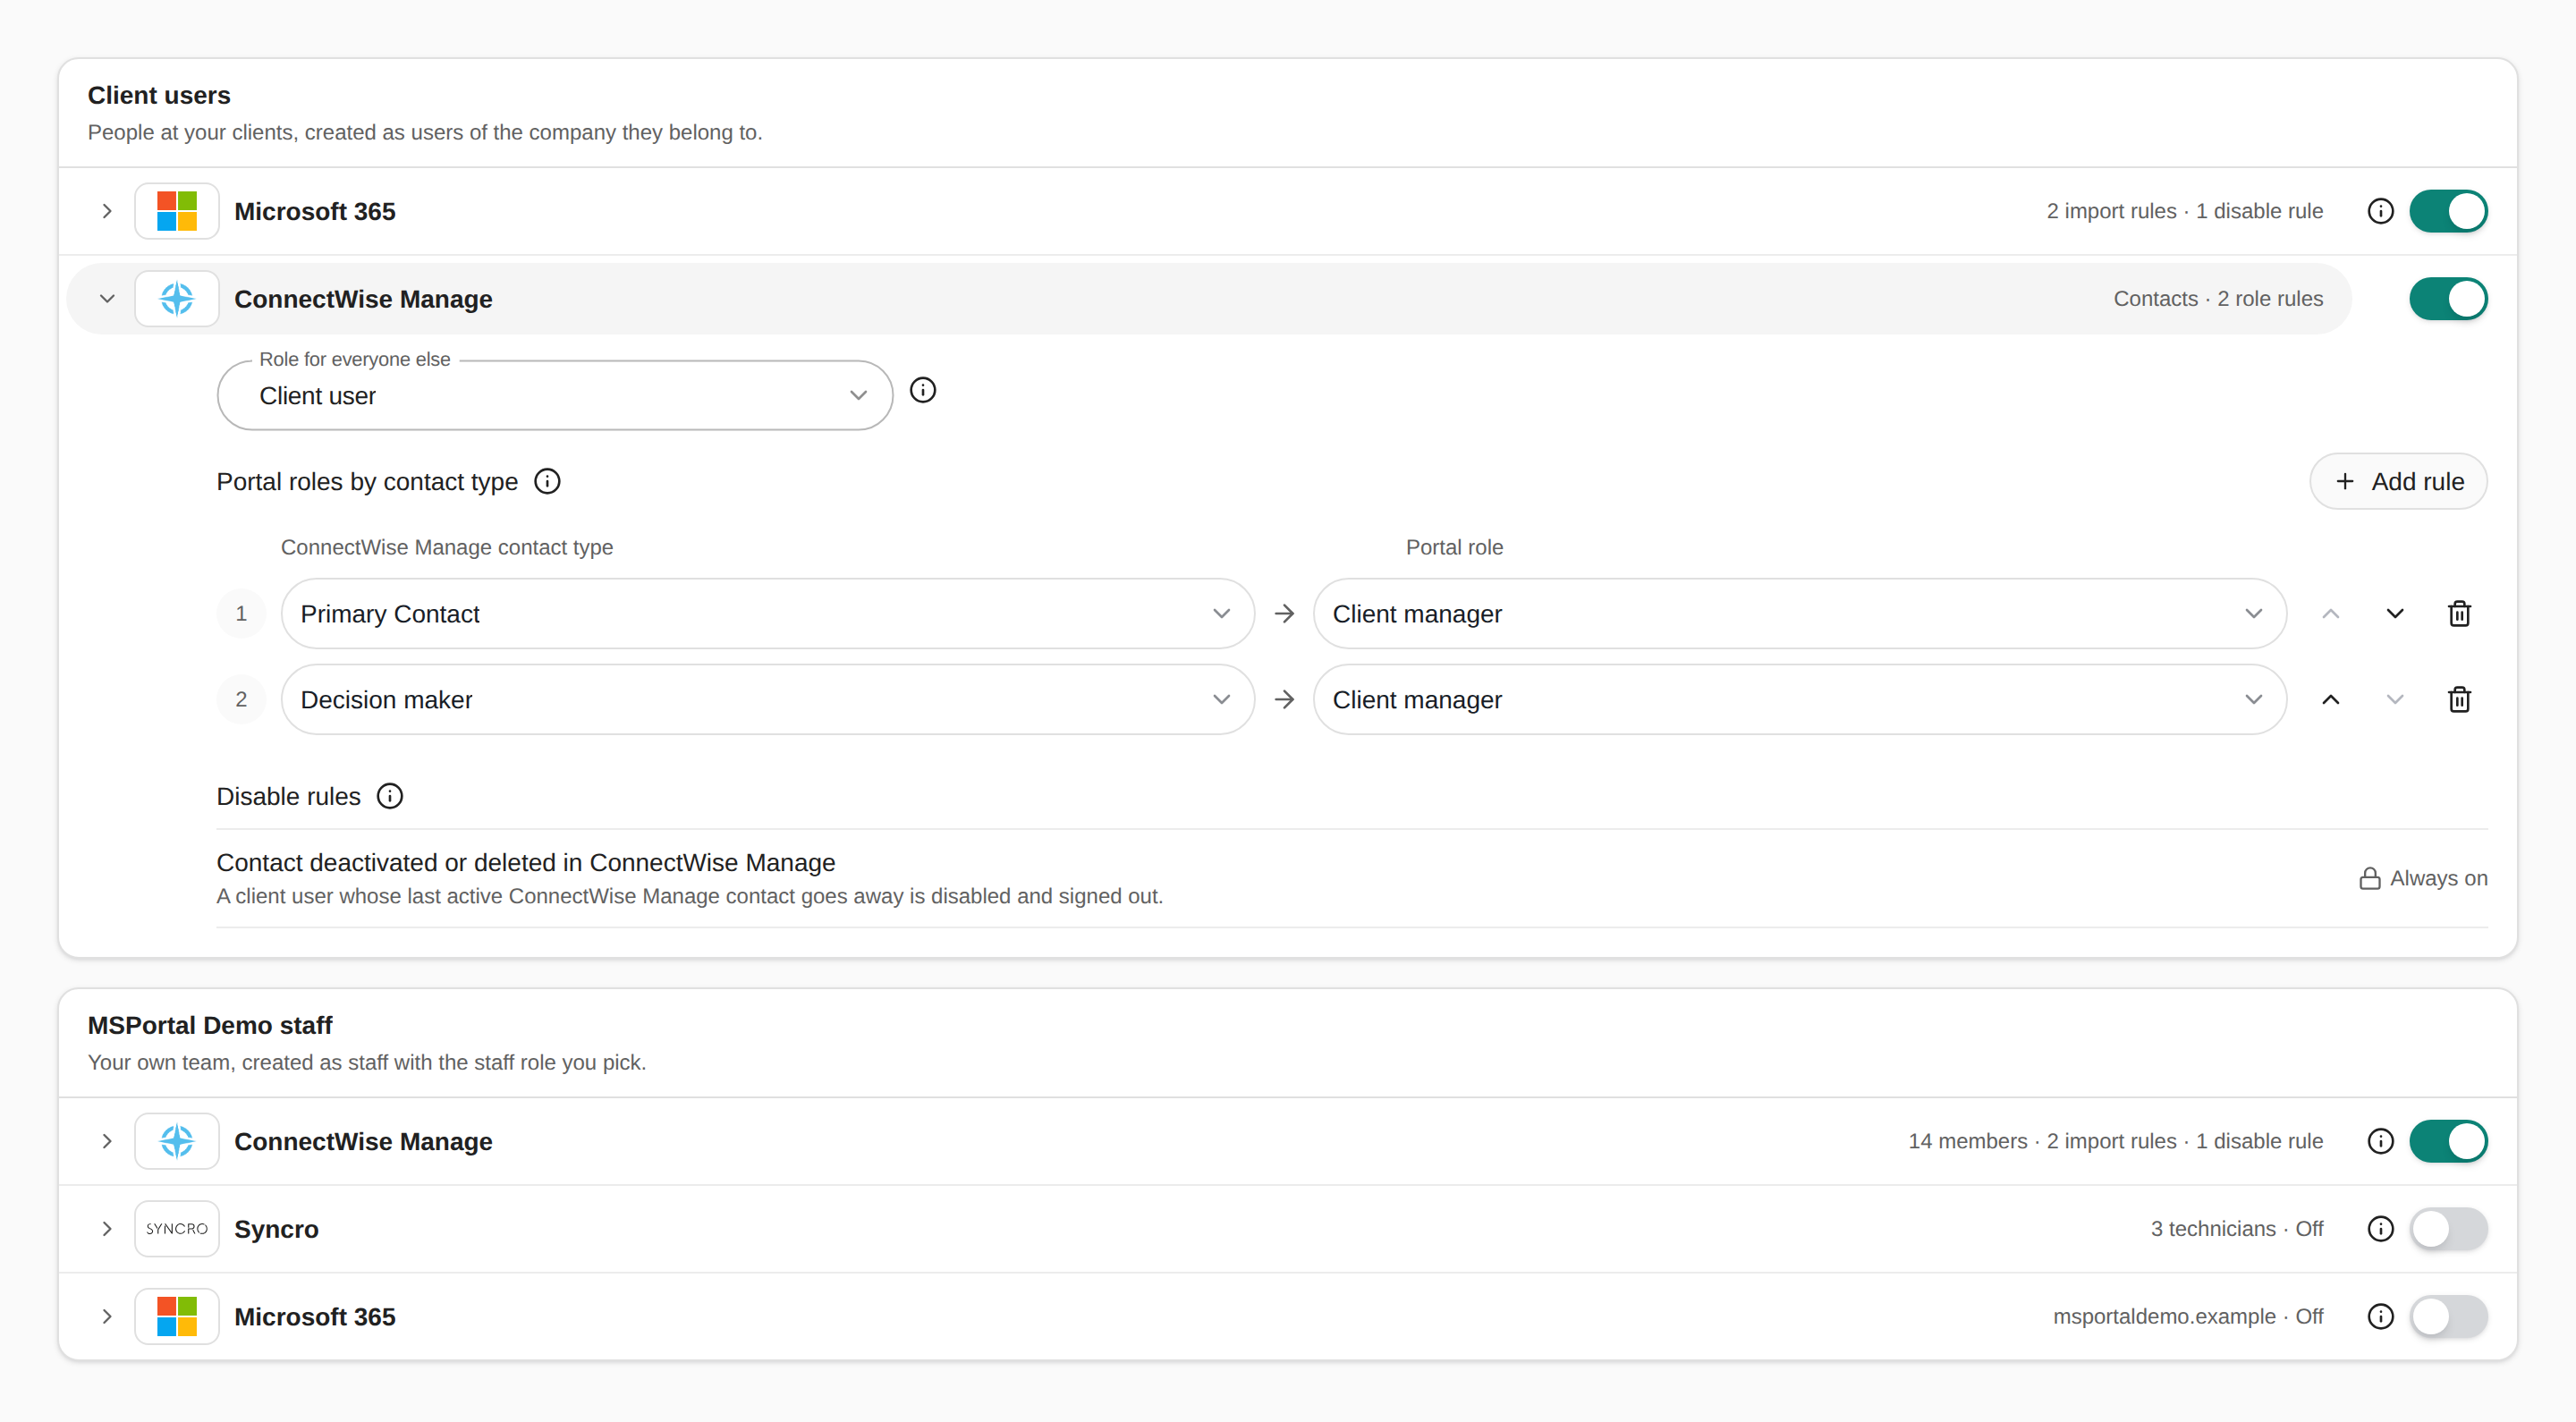 Client users
People at your clients, created as users of the company they belong to.
Microsoft 365
2 import rules · 1 disable rule
ConnectWise Manage
Contacts · 2 role rules
Role for everyone else
Client user
Portal roles by contact type
Add rule
ConnectWise Manage contact type
Portal role
1
Primary Contact
Client manager
2
Decision maker
Client manager
Disable rules
Contact deactivated or deleted in ConnectWise Manage
A client user whose last active ConnectWise Manage contact goes away is disabled and signed out.
Always on
MSPortal Demo staff
Your own team, created as staff with the staff role you pick.
ConnectWise Manage
14 members · 2 import rules · 1 disable rule
SYNCRO
Syncro
3 technicians · Off
Microsoft 365
msportaldemo.example · Off